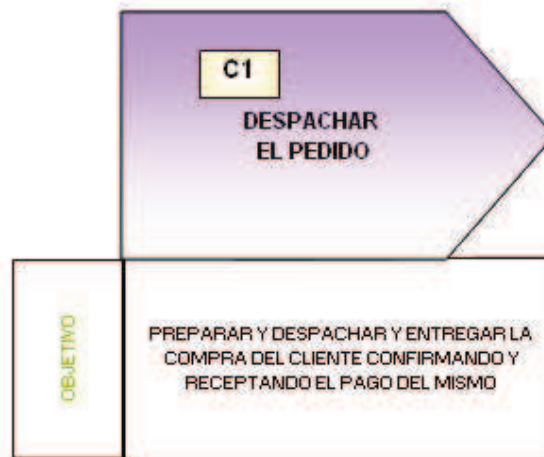 C1
DESPACHAR
EL PEDIDO
OBJETIVO
PREPARAR Y DESPACHAR Y ENTREGAR LA
COMPRA DEL CLIENTE CONFIRMANDO Y
RECEPTANDO EL PAGO DEL MISMO